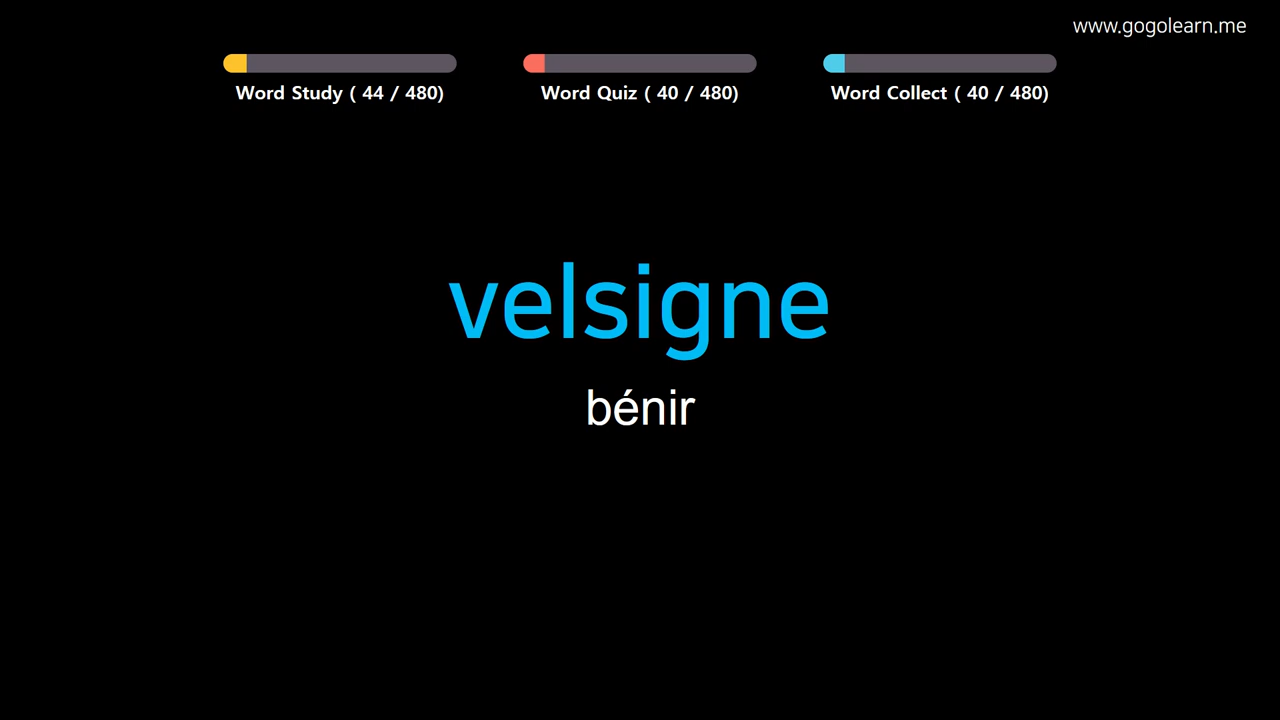 www.gogolearn.me
Word Study ( 44 / 480)
Word Quiz ( 40 / 480)
Word Collect ( 40 / 480)
velsigne
bénir